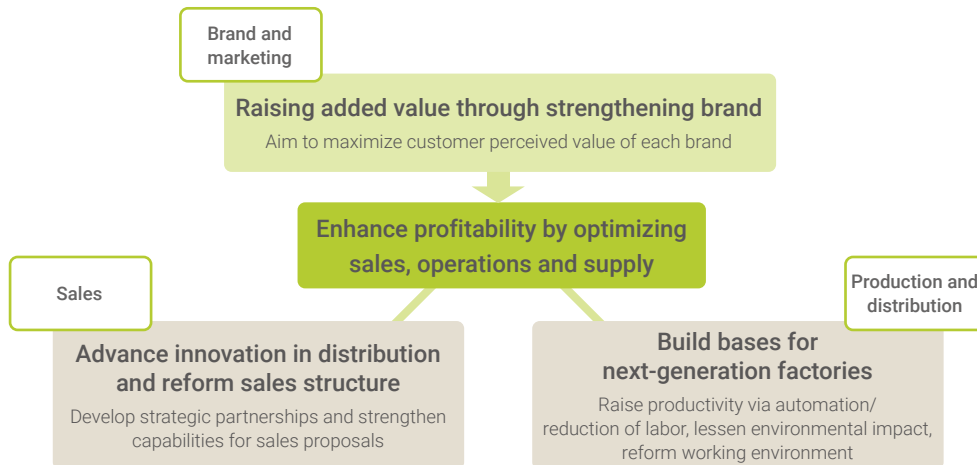 Brand and
marketing
Raising added value through strengthening brand
Aim to maximize customer perceived value of each brand
Enhance profitability by optimizing
sales, operations and supply
Sales
Advance innovation in distribution
and reform sales structure
Develop strategic partnerships and strengthen
capabilities for sales proposals
Production and
distribution
Build bases for
next-generation factories
Raise productivity via automation/
reduction of labor, lessen environmental impact,
reform working environment